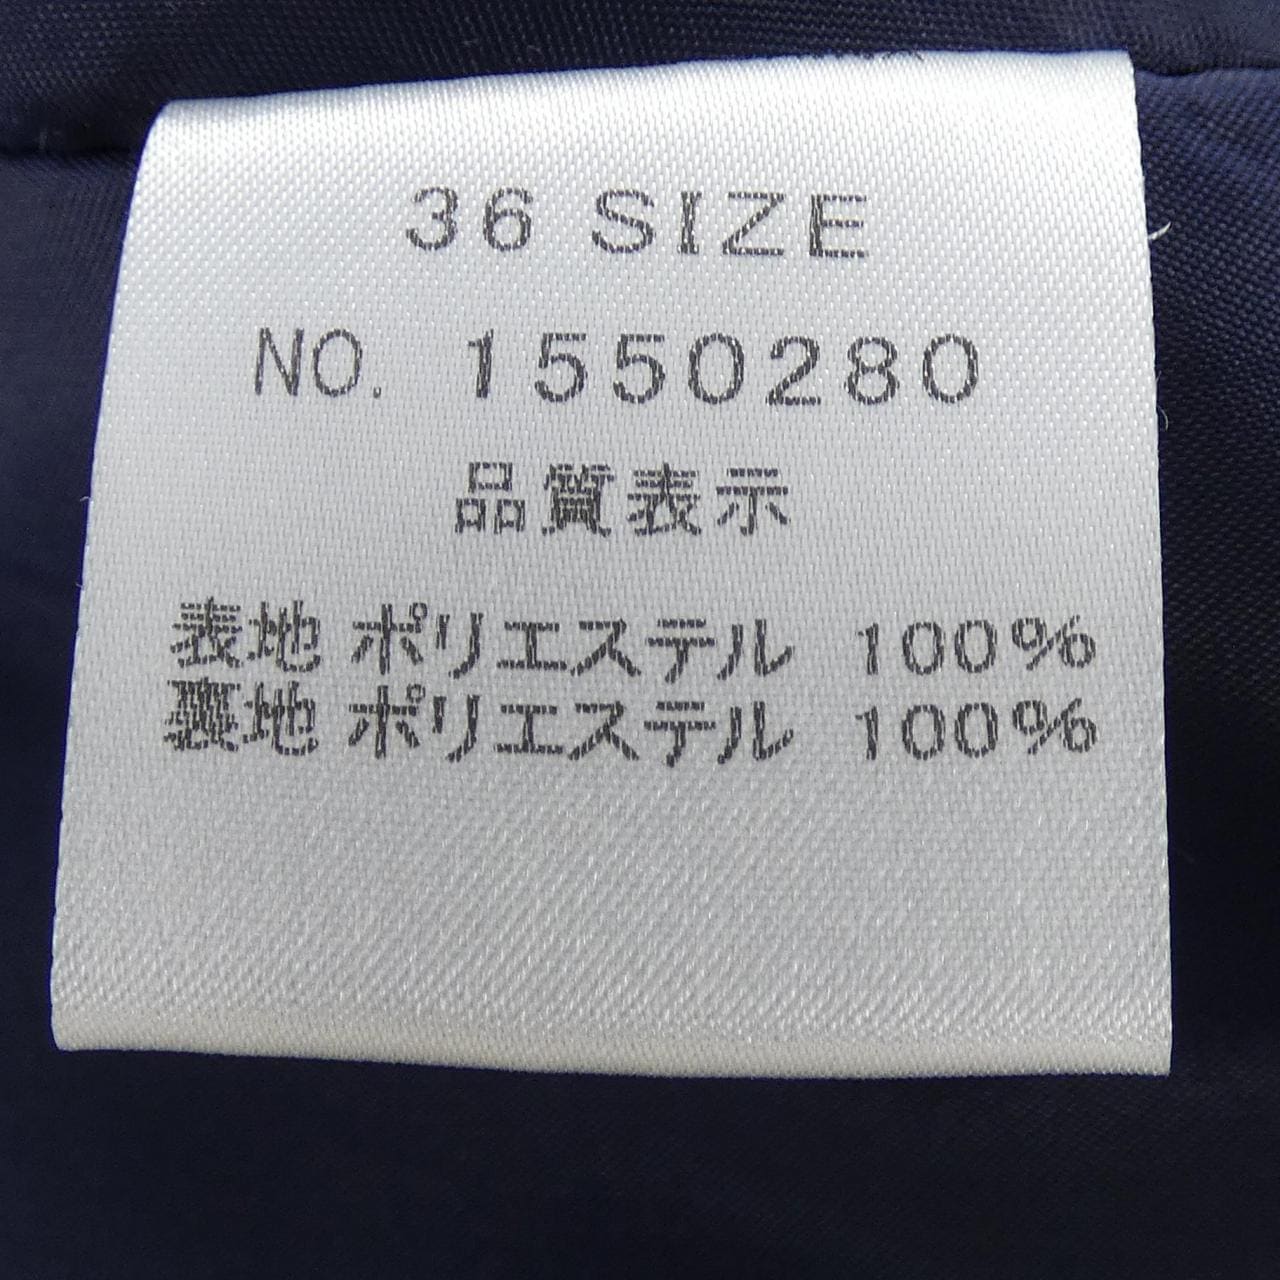 36 SIZE
NO. 1550280
品質表示
表地 ポリエステル 100%
裏地 ポリエステル 100%